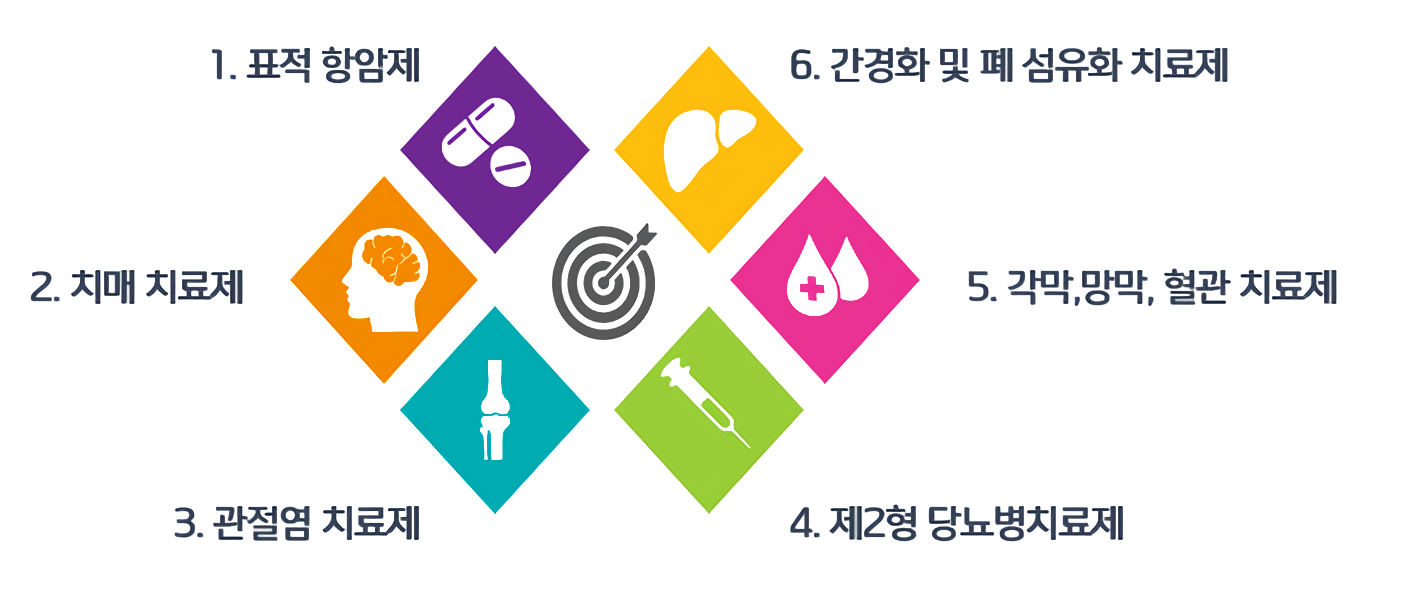 1. 표적 항암제
2. 치매 치료제
3. 관절염 치료제
4. 제2형 당뇨병치료제
5. 각막,망막, 혈관 치료제
6. 간경화 및 폐 섬유화 치료제